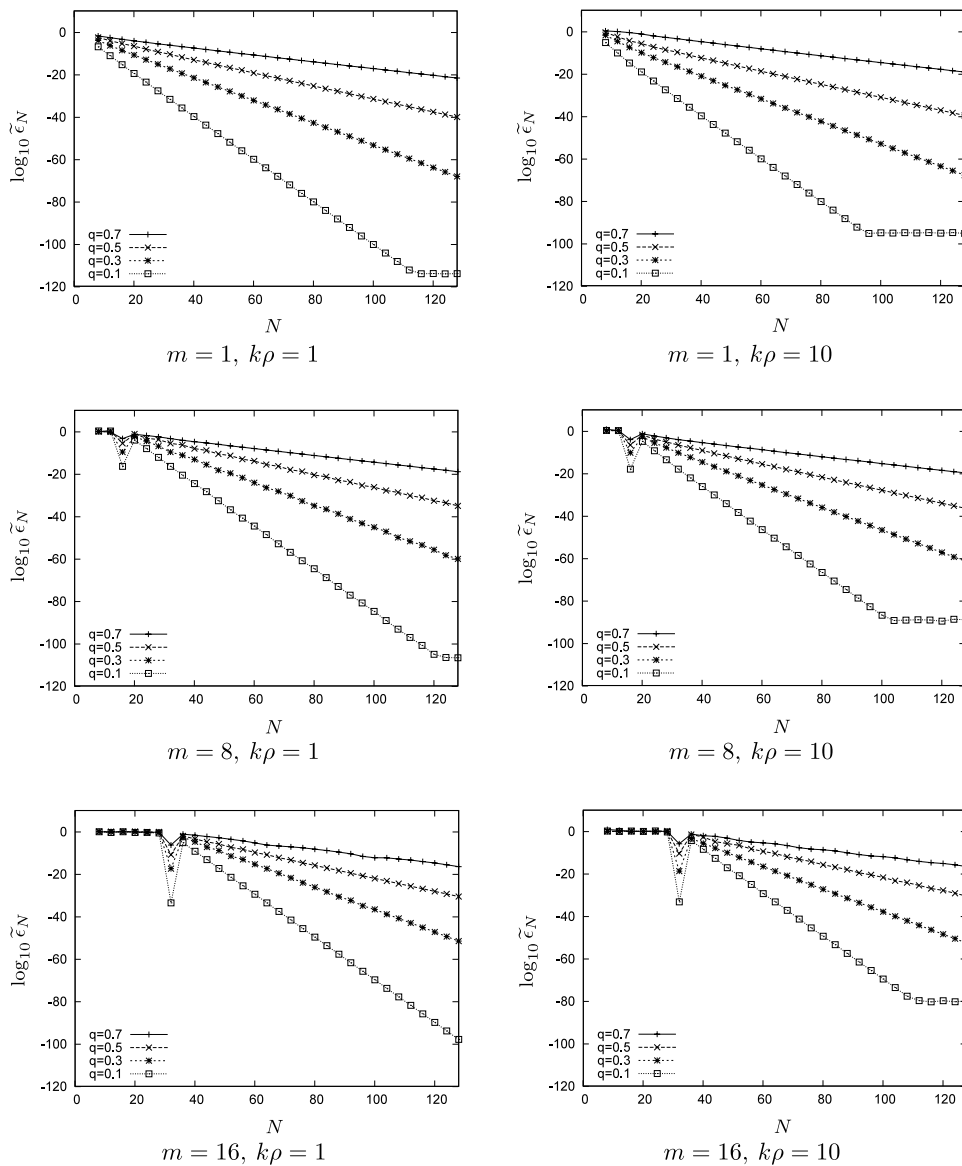 0
-20
-40
-60
-80
-100
-120
log₁₀ ε̃_N
q=0.7
q=0.5
q=0.3
q=0.1
0 20 40 60 80 100 120
N
m = 1, kρ = 1
0
-20
-40
-60
-80
-100
-120
log₁₀ ε̃_N
q=0.7
q=0.5
q=0.3
q=0.1
0 20 40 60 80 100 120
N
m = 1, kρ = 10
0
-20
-40
-60
-80
-100
-120
log₁₀ ε̃_N
q=0.7
q=0.5
q=0.3
q=0.1
0 20 40 60 80 100 120
N
m = 8, kρ = 1
0
-20
-40
-60
-80
-100
-120
log₁₀ ε̃_N
q=0.7
q=0.5
q=0.3
q=0.1
0 20 40 60 80 100 120
N
m = 8, kρ = 10
0
-20
-40
-60
-80
-100
-120
log₁₀ ε̃_N
q=0.7
q=0.5
q=0.3
q=0.1
0 20 40 60 80 100 120
N
m = 16, kρ = 1
0
-20
-40
-60
-80
-100
-120
log₁₀ ε̃_N
q=0.7
q=0.5
q=0.3
q=0.1
0 20 40 60 80 100 120
N
m = 16, kρ = 10